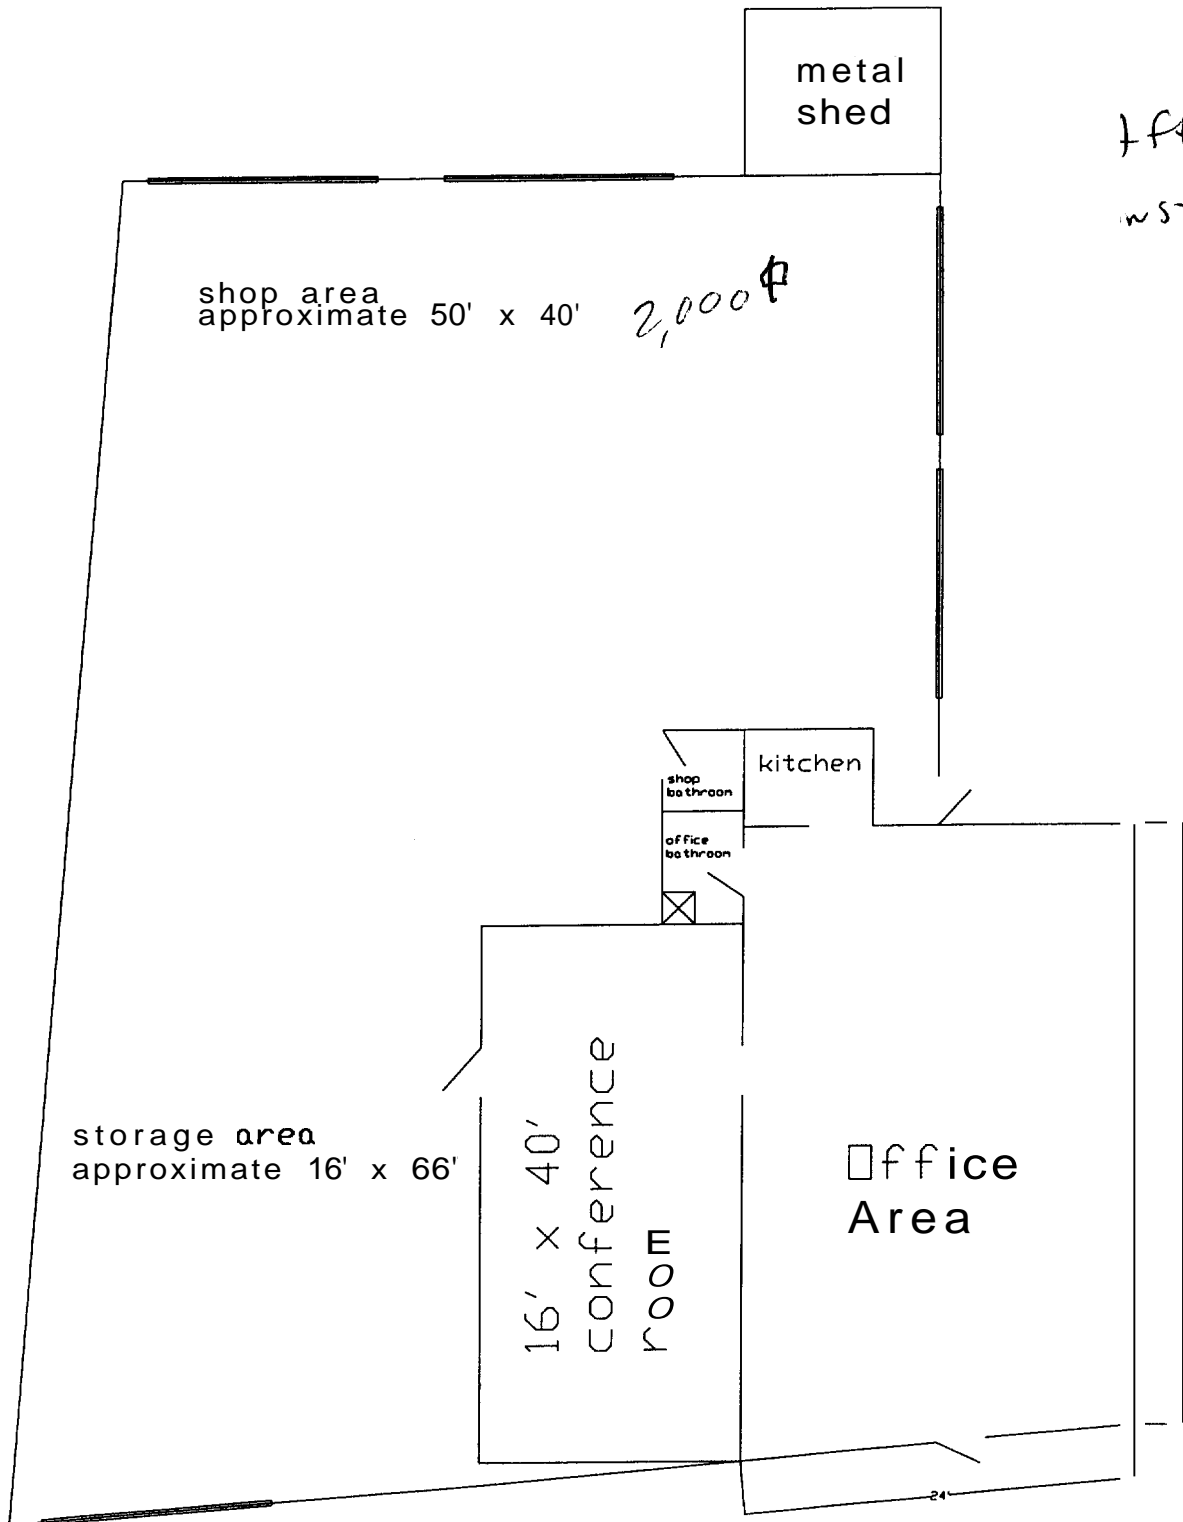 metal
shed
shop area
approximate 50' x 40' 2,000
kitchen
shop
bathroom
office
bathroom
storage area
approximate 16' x 66'
16' x 40'
conference
room
Office
Area
24'